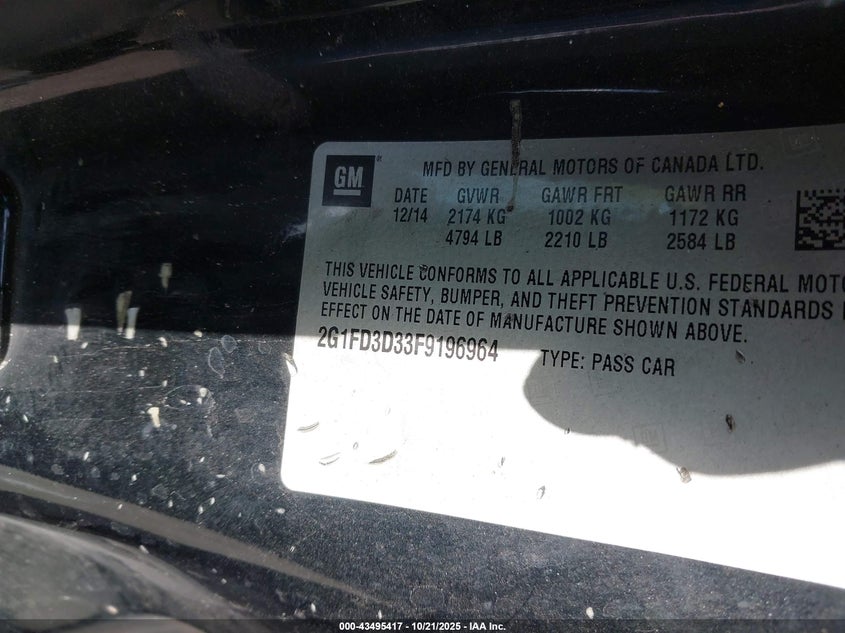 GM
MFD BY GENERAL MOTORS OF CANADA LTD.
DATE GVWR GAWR FRT GAWR RR
12/14 2174 KG 1002 KG 1172 KG
4794 LB 2210 LB 2584 LB
THIS VEHICLE CONFORMS TO ALL APPLICABLE U.S. FEDERAL MOTO
VEHICLE SAFETY, BUMPER, AND THEFT PREVENTION STANDARDS
EFFECT ON THE DATE OF MANUFACTURE SHOWN ABOVE.
2G1FD3D33F9196964 TYPE: PASS CAR
000-43495417 - 10/21/2025 - IAA Inc.